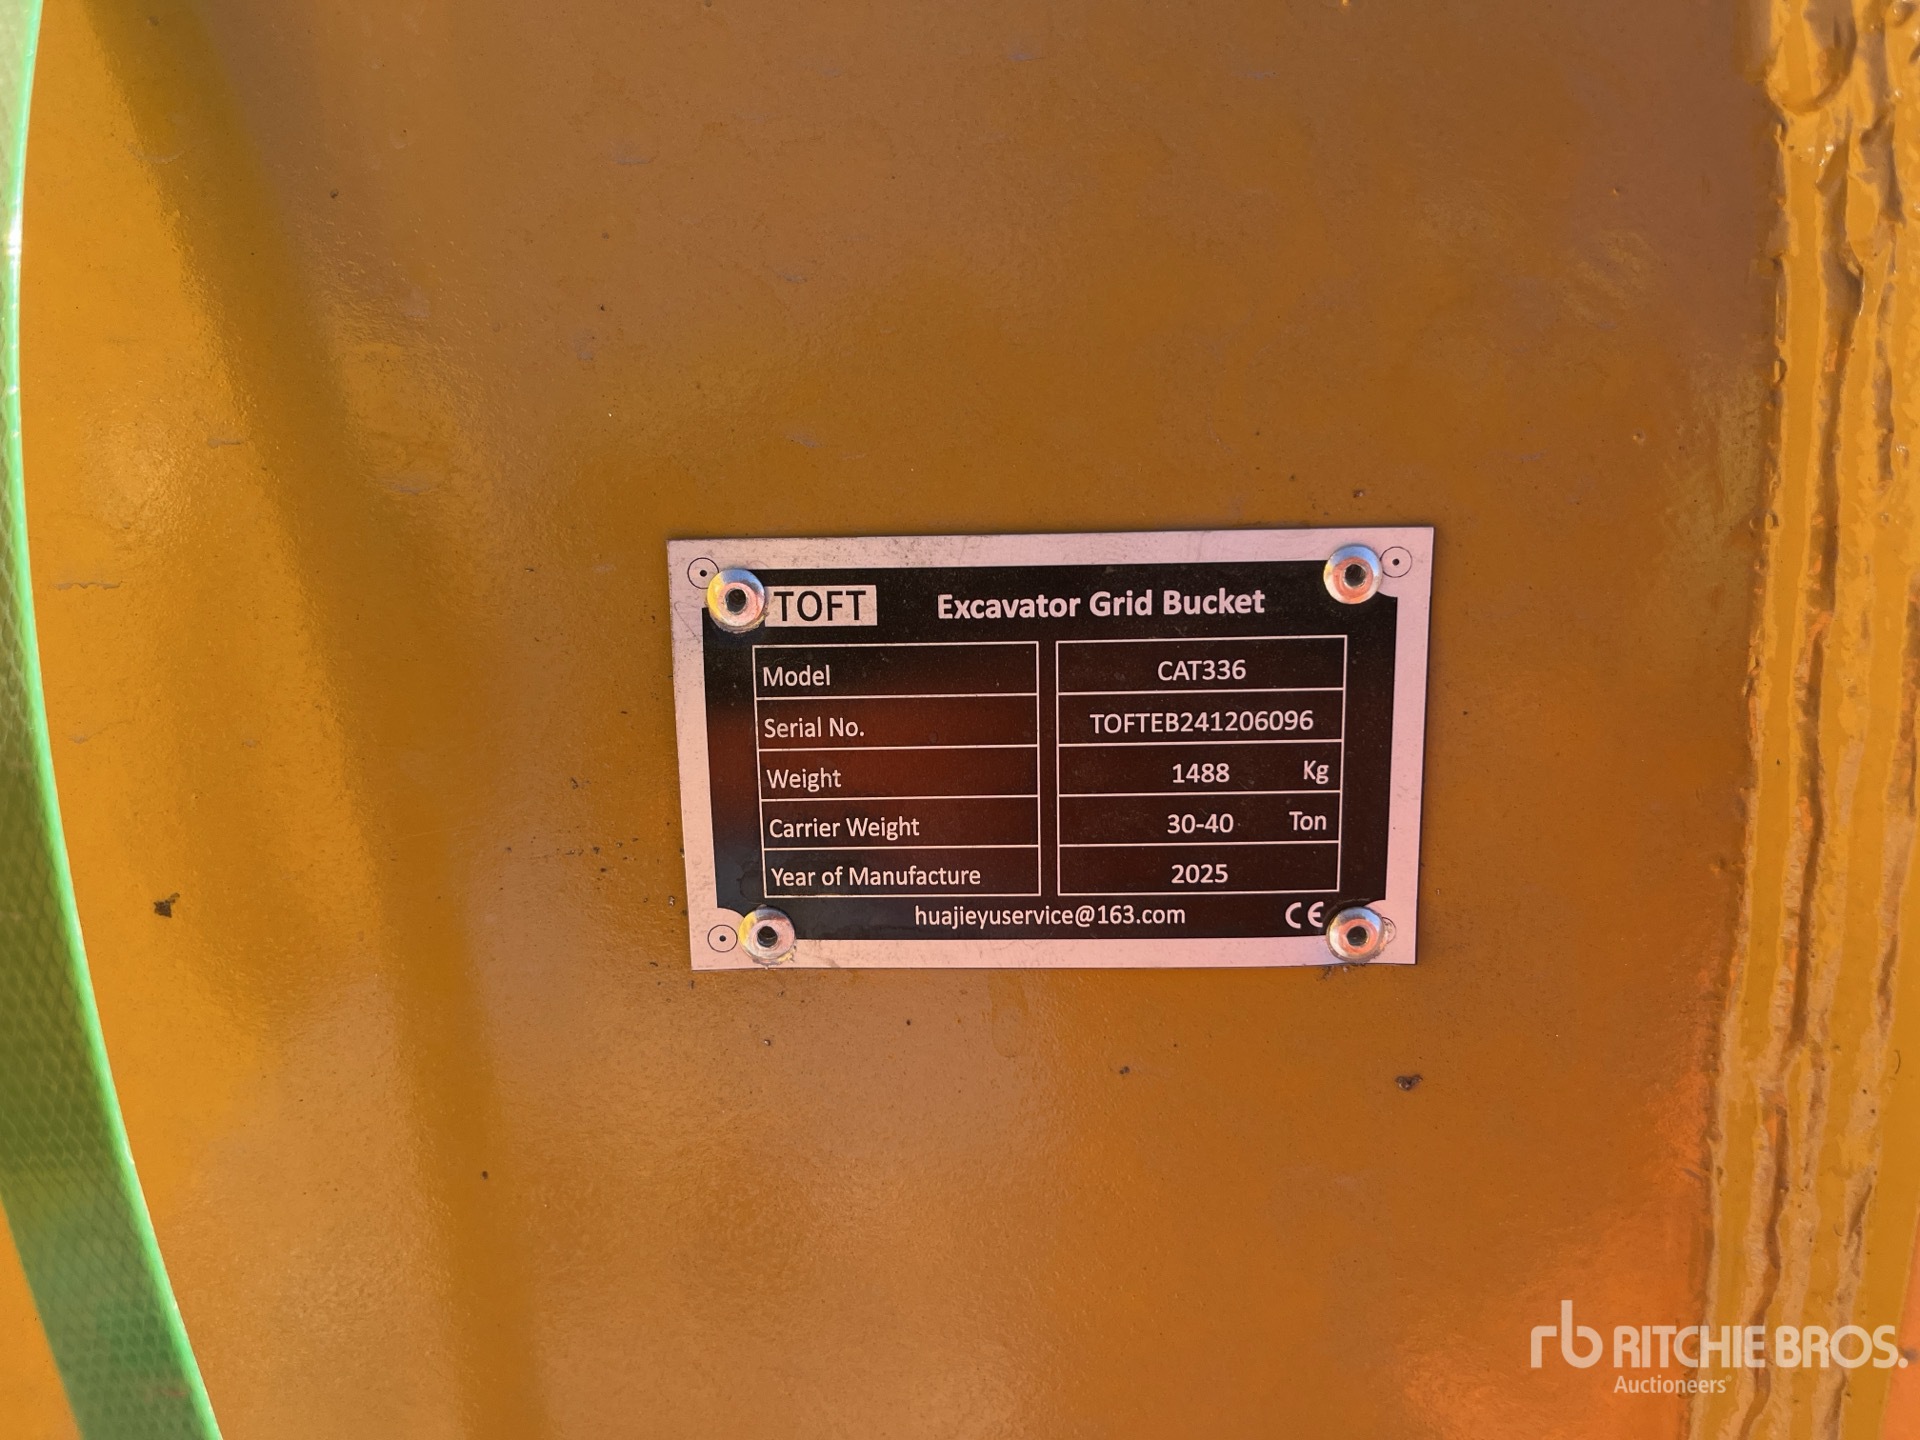 TOFT Excavator Grid Bucket
Model CAT336
Serial No. TOFTEB241206096
Weight 1488 Kg
Carrier Weight 30-40 Ton
Year of Manufacture 2025
huajieyuservice@163.com CE
rb RITCHIE BROS.
Auctioneers